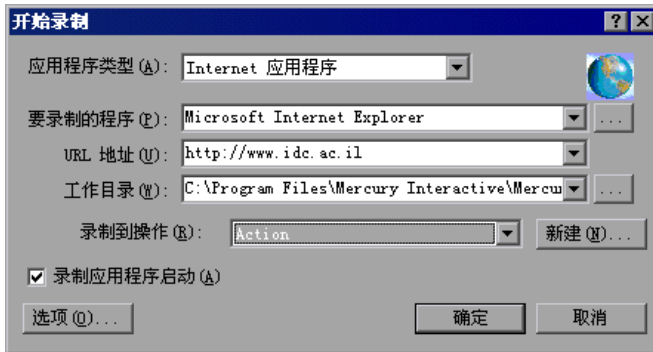 开始录制
应用程序类型(A): Internet 应用程序
要录制的程序(P): Microsoft Internet Explorer ...
URL 地址(U): http://www.idc.ac.il
工作目录(W): C:\Program Files\Mercury Interactive\Mercu ...
录制到操作(R): Action 新建(N)...
录制应用程序启动(A)
选项(O)... 确定 取消